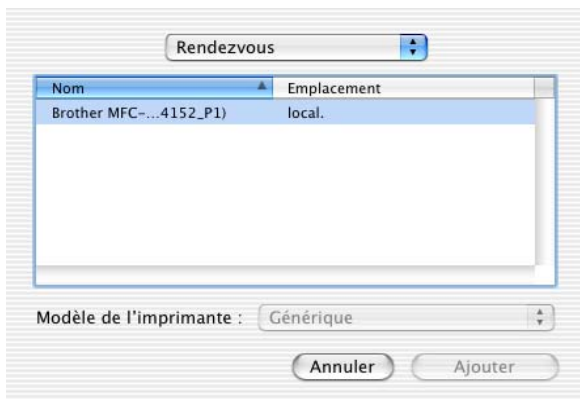 Rendezvous
Nom Emplacement
Brother MFC-...4152_P1) local.
Modèle de l'imprimante : Générique
Annuler Ajouter